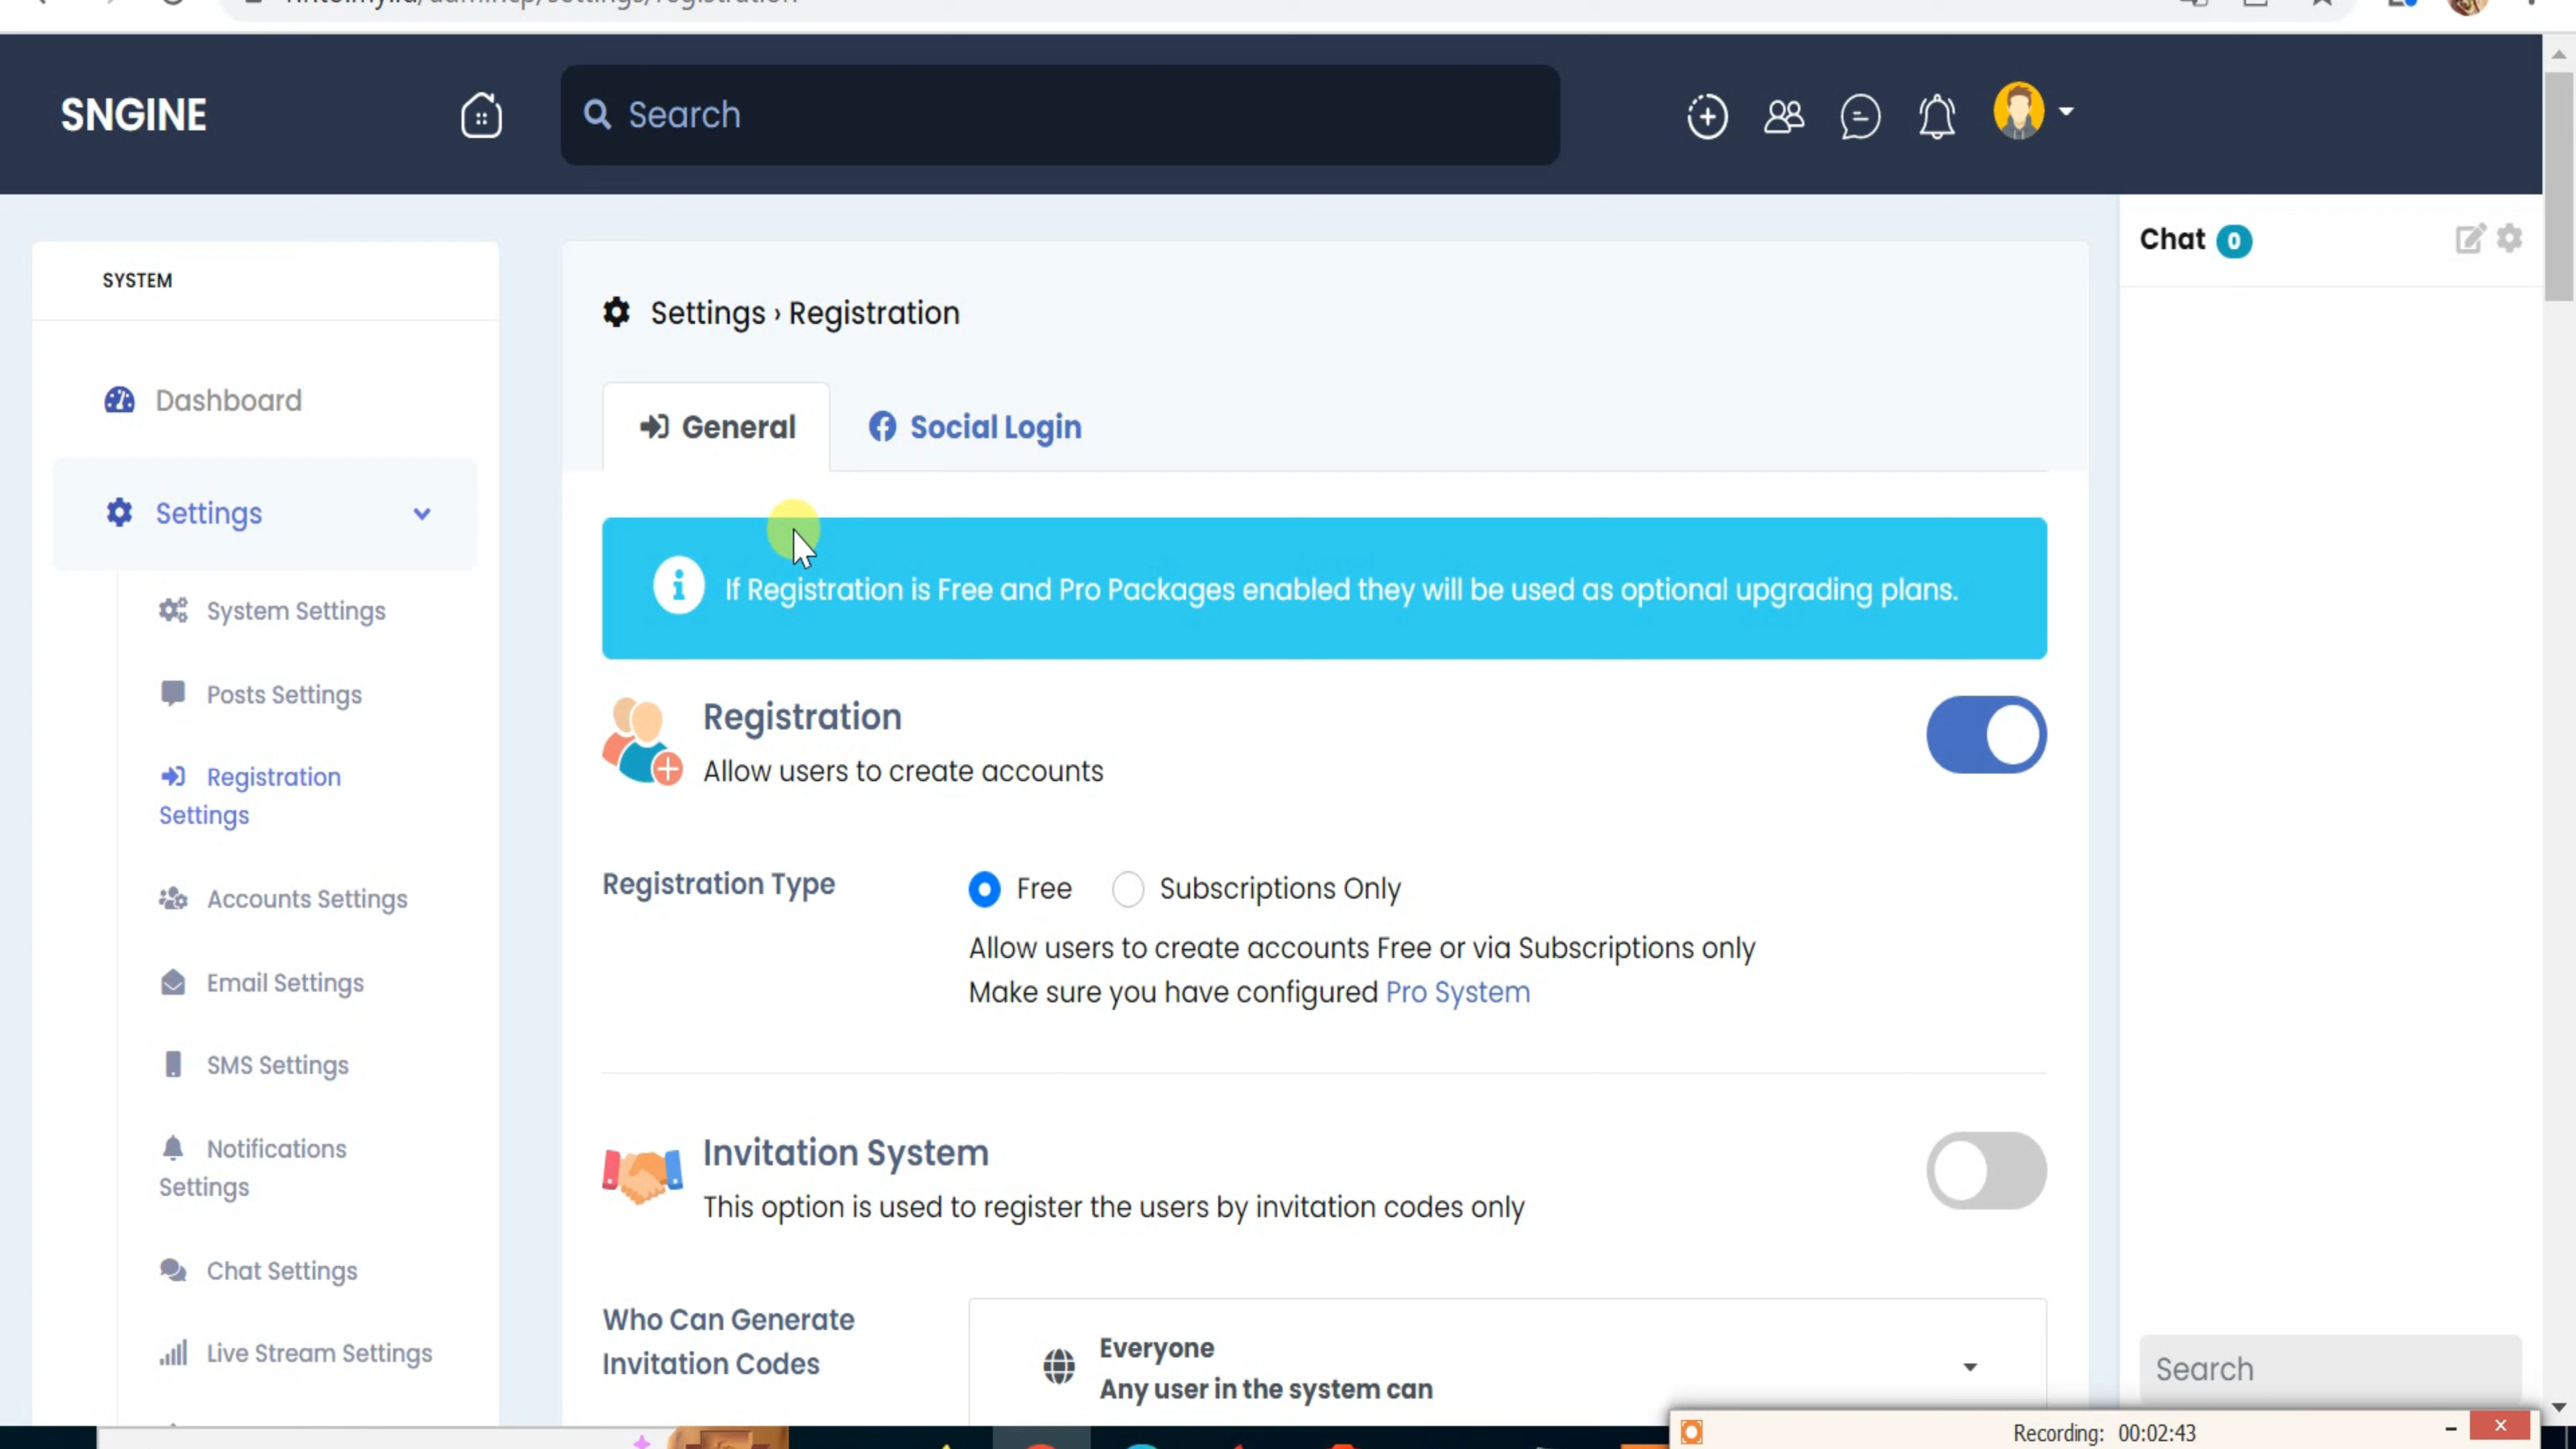 SNGINE
Search
Chat 0
SYSTEM
Dashboard
Settings
System Settings
Posts Settings
Registration
Settings
Accounts Settings
Email Settings
SMS Settings
Notifications
Settings
Chat Settings
Live Stream Settings
Settings › Registration
General
Social Login
If Registration is Free and Pro Packages enabled they will be used as optional upgrading plans.
Registration
Allow users to create accounts
Registration Type
Free
Subscriptions Only
Allow users to create accounts Free or via Subscriptions only
Make sure you have configured Pro System
Invitation System
This option is used to register the users by invitation codes only
Who Can Generate
Invitation Codes
Everyone
Any user in the system can
Search
Recording: 00:02:43